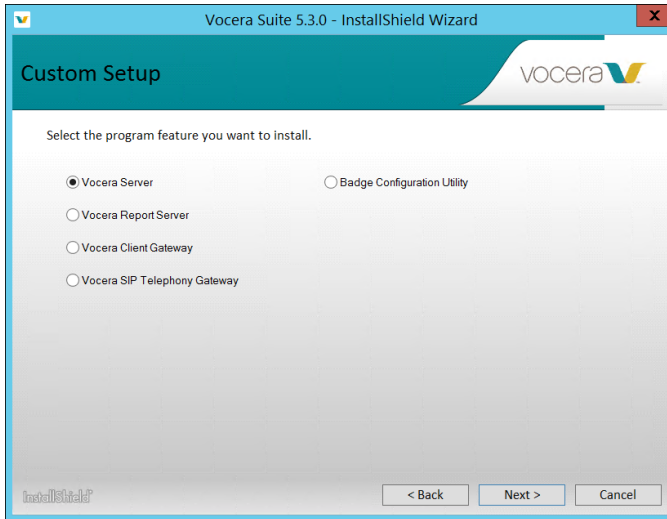 Vocera Suite 5.3.0 - InstallShield Wizard
x
Custom Setup
vocera
Select the program feature you want to install.
Vocera Server
Badge Configuration Utility
Vocera Report Server
Vocera Client Gateway
Vocera SIP Telephony Gateway
InstallShield
< Back
Next >
Cancel